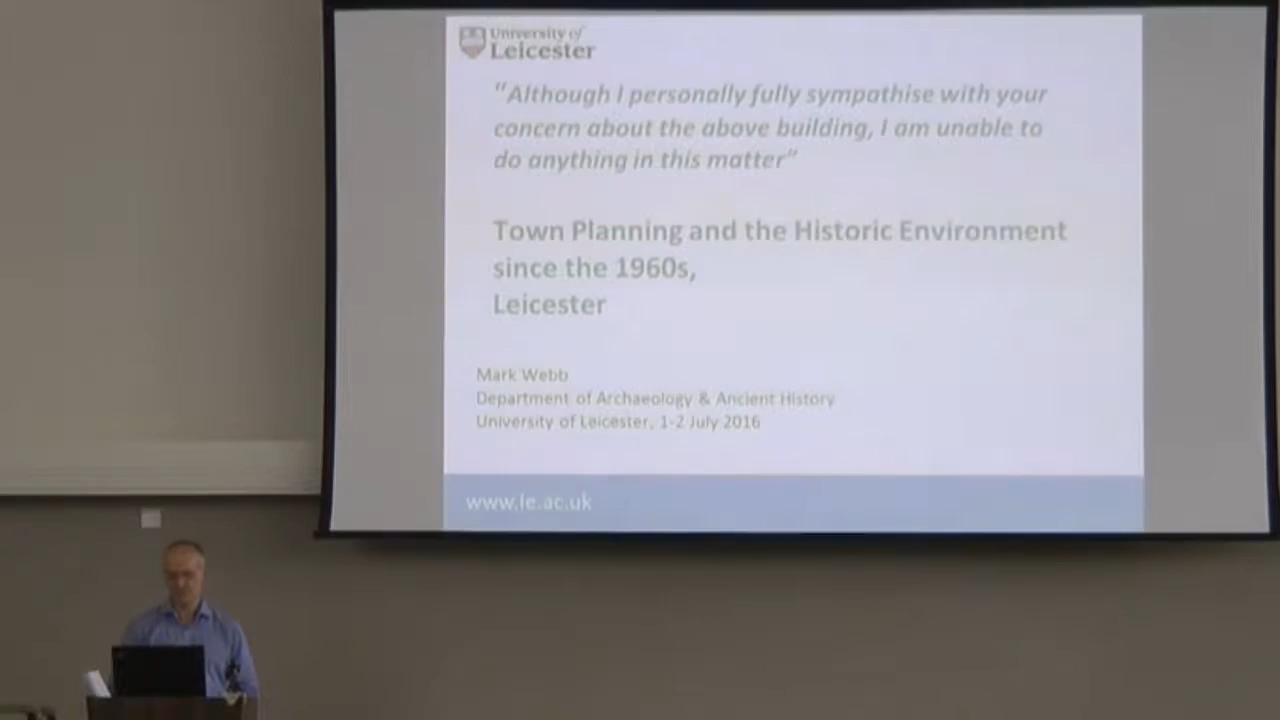 University of
Leicester
"Although I personally fully sympathise with your
concern about the above building, I am unable to
do anything in this matter"
Town Planning and the Historic Environment
since the 1960s,
Leicester
Mark Webb
Department of Archaeology & Ancient History
University of Leicester, 1-2 July 2016
www.le.ac.uk